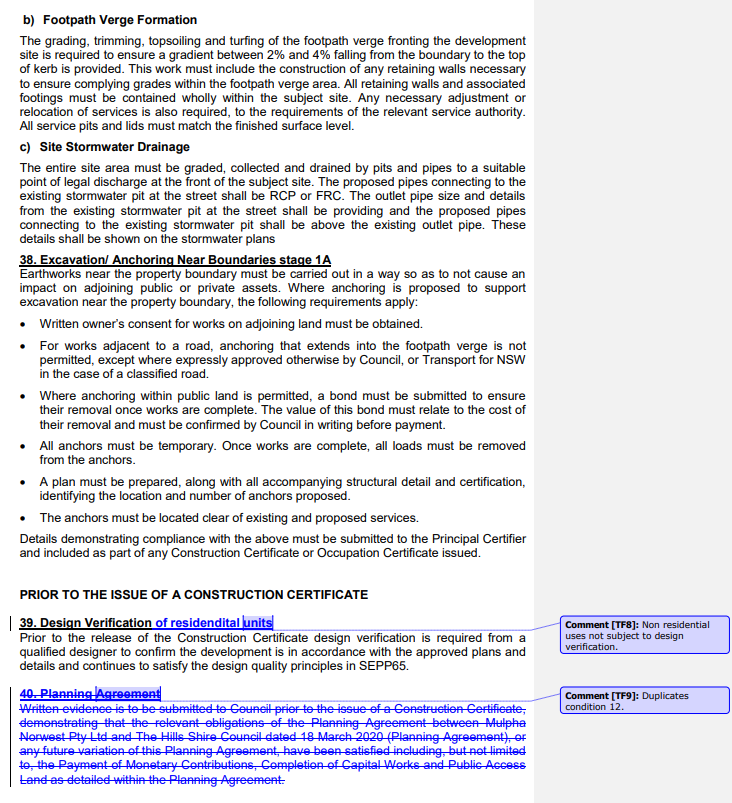 b) Footpath Verge Formation
The grading, trimming, topsoiling and turfing of the footpath verge fronting the development
site is required to ensure a gradient between 2% and 4% falling from the boundary to the top
of kerb is provided. This work must include the construction of any retaining walls necessary
to ensure complying grades within the footpath verge area. All retaining walls and associated
footings must be contained wholly within the subject site. Any necessary adjustment or
relocation of services is also required, to the requirements of the relevant service authority.
All service pits and lids must match the finished surface level.
c) Site Stormwater Drainage
The entire site area must be graded, collected and drained by pits and pipes to a suitable
point of legal discharge at the front of the subject site. The proposed pipes connecting to the
existing stormwater pit at the street shall be RCP or FRC. The outlet pipe size and details
from the existing stormwater pit at the street shall be providing and the proposed pipes
connecting to the existing stormwater pit shall be above the existing outlet pipe. These
details shall be shown on the stormwater plans
38. Excavation/ Anchoring Near Boundaries stage 1A
Earthworks near the property boundary must be carried out in a way so as to not cause an
impact on adjoining public or private assets. Where anchoring is proposed to support
excavation near the property boundary, the following requirements apply:
• Written owner's consent for works on adjoining land must be obtained.
• For works adjacent to a road, anchoring that extends into the footpath verge is not
permitted, except where expressly approved otherwise by Council, or Transport for NSW
in the case of a classified road.
• Where anchoring within public land is permitted, a bond must be submitted to ensure
their removal once works are complete. The value of this bond must relate to the cost of
their removal and must be confirmed by Council in writing before payment.
• All anchors must be temporary. Once works are complete, all loads must be removed
from the anchors.
• A plan must be prepared, along with all accompanying structural detail and certification,
identifying the location and number of anchors proposed.
• The anchors must be located clear of existing and proposed services.
Details demonstrating compliance with the above must be submitted to the Principal Certifier
and included as part of any Construction Certificate or Occupation Certificate issued.
PRIOR TO THE ISSUE OF A CONSTRUCTION CERTIFICATE
39. Design Verification of residendital units
Prior to the release of the Construction Certificate design verification is required from a
qualified designer to confirm the development is in accordance with the approved plans and
details and continues to satisfy the design quality principles in SEPP65.
Comment [TF8]: Non residential
uses not subject to design
verification.
40. Planning Agreement
Written evidence is to be submitted to Council prior to the issue of a Construction Certificate,
demonstrating that the relevant obligations of the Planning Agreement between Mulpha
Norwest Pty Ltd and The Hills Shire Council dated 18 March 2020 (Planning Agreement), or
any future variation of this Planning Agreement, have been satisfied including, but not limited
to, the Payment of Monetary Contributions, Completion of Capital Works and Public Access
Land as detailed within the Planning Agreement.
Comment [TF9]: Duplicates
condition 12.